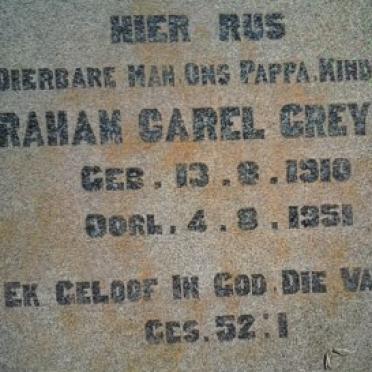 HIER RUS
DIERBARE MAN ONS PAPPA. KIND
RAHAM CAREL GREY
GEB. 13. 8. 1910
OORL. 4. 8. 1951
EK GELOOF IN GOD DIE VA
GES. 52:1